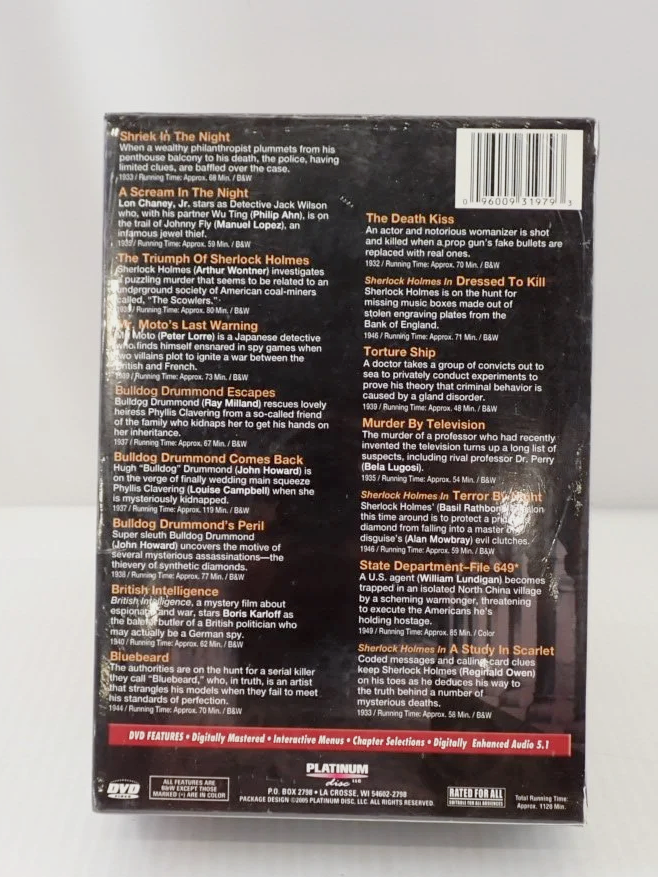 Shriek In The Night
When a wealthy philanthropist plummets from his
penthouse balcony to his death, the police, having
limited clues, are baffled over the case.
1933 / Running Time: Approx. 68 Min. / B&W
A Scream In The Night
Lon Chaney, Jr. stars as Detective Jack Wilson
who, with his partner Wu Ting (Philip Ahn), is on
the trail of Johnny Fly (Manuel Lopez), an
infamous jewel thief.
/ Running Time: Approx. 59 Min. / B&W
The Triumph Of Sherlock Holmes
Sherlock Holmes (Arthur Wontner) investigates
a puzzling murder that seems to be related to an
underground society of American coal-miners
called, "The Scowlers."
/ Running Time: Approx. 80 Min. / B&W
Mr. Moto's Last Warning
Mr. Moto (Peter Lorre) is a Japanese detective
who finds himself ensnared in spy games when
two villains plot to ignite a war between the
British and French.
/ Running Time: Approx. 73 Min. / B&W
Bulldog Drummond Escapes
Bulldog Drummond (Ray Milland) rescues lovely
heiress Phyllis Clavering from a so-called friend
of the family who kidnaps her to get his hands on
her inheritance.
1937 / Running Time: Approx. 67 Min. / B&W
Bulldog Drummond Comes Back
Hugh "Bulldog" Drummond (John Howard) is
on the verge of finally wedding main squeeze
Phyllis Clavering (Louise Campbell) when she
is mysteriously kidnapped.
1937 / Running Time: Approx. 119 Min. / B&W
Bulldog Drummond's Peril
Super sleuth Bulldog Drummond
(John Howard) uncovers the motive of
several mysterious assassinations—the
thievery of synthetic diamonds.
1938 / Running Time: Approx. 77 Min. / B&W
British Intelligence
British Intelligence, a mystery film about
espionage and war, stars Boris Karloff as
the baleful butler of a British politician who
may actually be a German spy.
1940 / Running Time: Approx. 62 Min. / B&W
Bluebeard
The authorities are on the hunt for a serial killer
they call "Bluebeard," who, in truth, is an artist
that strangles his models when they fail to meet
his standards of perfection.
1944 / Running Time: Approx. 70 Min. / B&W
0 96009 31979 3
The Death Kiss
An actor and notorious womanizer is shot
and killed when a prop gun's fake bullets are
replaced with real ones.
1932 / Running Time: Approx. 70 Min. / B&W
Sherlock Holmes In Dressed To Kill
Sherlock Holmes is on the hunt for
missing music boxes made out of
stolen engraving plates from the
Bank of England.
1946 / Running Time: Approx. 71 Min. / B&W
Torture Ship
A doctor takes a group of convicts out to
sea to privately conduct experiments to
prove his theory that criminal behavior is
caused by a gland disorder.
1939 / Running Time: Approx. 48 Min. / B&W
Murder By Television
The murder of a professor who had recently
invented the television turns up a long list of
suspects, including rival professor Dr. Perry
(Bela Lugosi).
1935 / Running Time: Approx. 54 Min. / B&W
Sherlock Holmes In Terror By Night
Sherlock Holmes' (Basil Rathbone)
this time around is to protect a
diamond from falling into a master of
disguise's (Alan Mowbray) evil clutches.
1946 / Running Time: Approx. 59 Min. / B&W
State Department–File 649*
A U.S. agent (William Lundigan) becomes
trapped in an isolated North China village
by a scheming warmonger, threatening
to execute the Americans he's
holding hostage.
1949 / Running Time: Approx. 85 Min. / Color
Sherlock Holmes In A Study In Scarlet
Coded messages and calling card clues
keep Sherlock Holmes (Reginald Owen)
on his toes as he deduces his way to
the truth behind a number of
mysterious deaths.
1933 / Running Time: Approx. 58 Min. / B&W
DVD FEATURES • Digitally Mastered • Interactive Menus • Chapter Selections • Digitally Enhanced Audio 5.1
DVD
VIDEO
ALL FEATURES ARE
B&W EXCEPT THOSE
MARKED (*) ARE IN COLOR
PLATINUM
disc LLC
P.O. BOX 2798 • LA CROSSE, WI 54602-2798
PACKAGE DESIGN ©2005 PLATINUM DISC, LLC. ALL RIGHTS RESERVED.
RATED FOR ALL
SUITABLE FOR ALL AUDIENCES
Total Running Time:
Approx. 1120 Min.